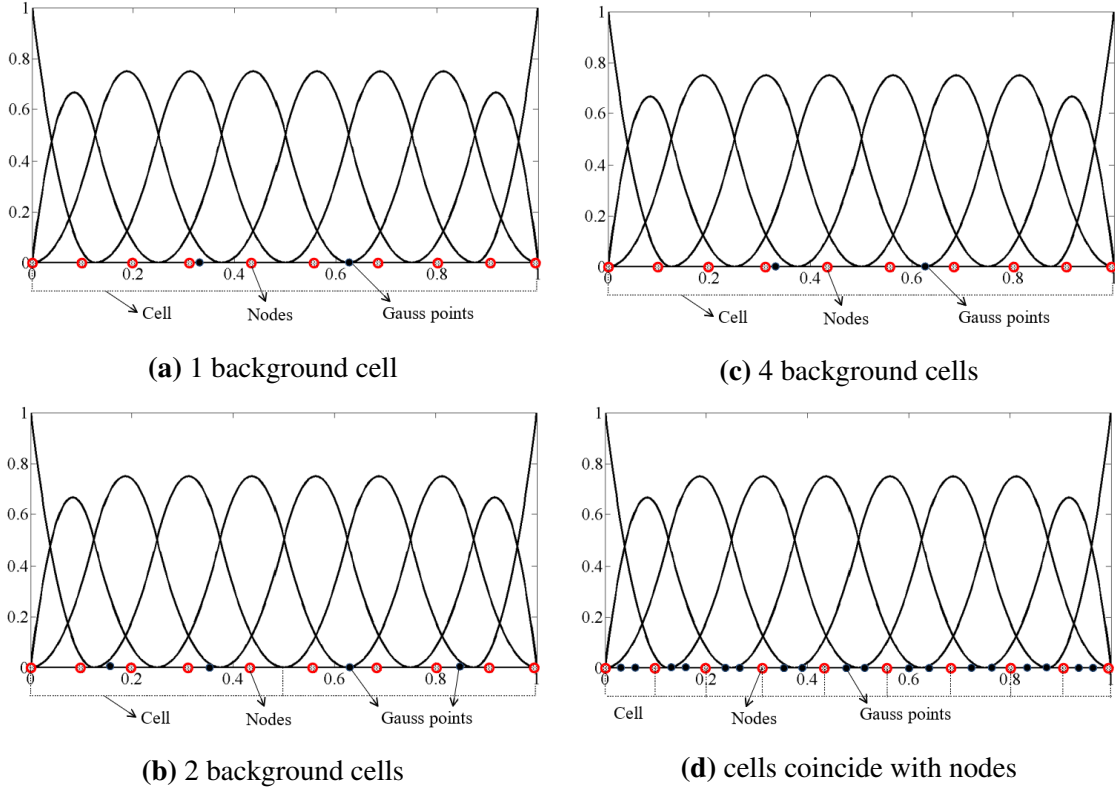 1
0.8
0.6
0.4
0.2
0
0 0.2 0.4 0.6 0.8 1
Cell Nodes Gauss points
(a) 1 background cell
1
0.8
0.6
0.4
0.2
0
0 0.2 0.4 0.6 0.8 1
Cell Nodes Gauss points
(c) 4 background cells
1
0.8
0.6
0.4
0.2
0
0 0.2 0.4 0.6 0.8 1
Cell Nodes Gauss points
(b) 2 background cells
1
0.8
0.6
0.4
0.2
0
0 0.2 0.4 0.6 0.8 1
Cell Nodes Gauss points
(d) cells coincide with nodes